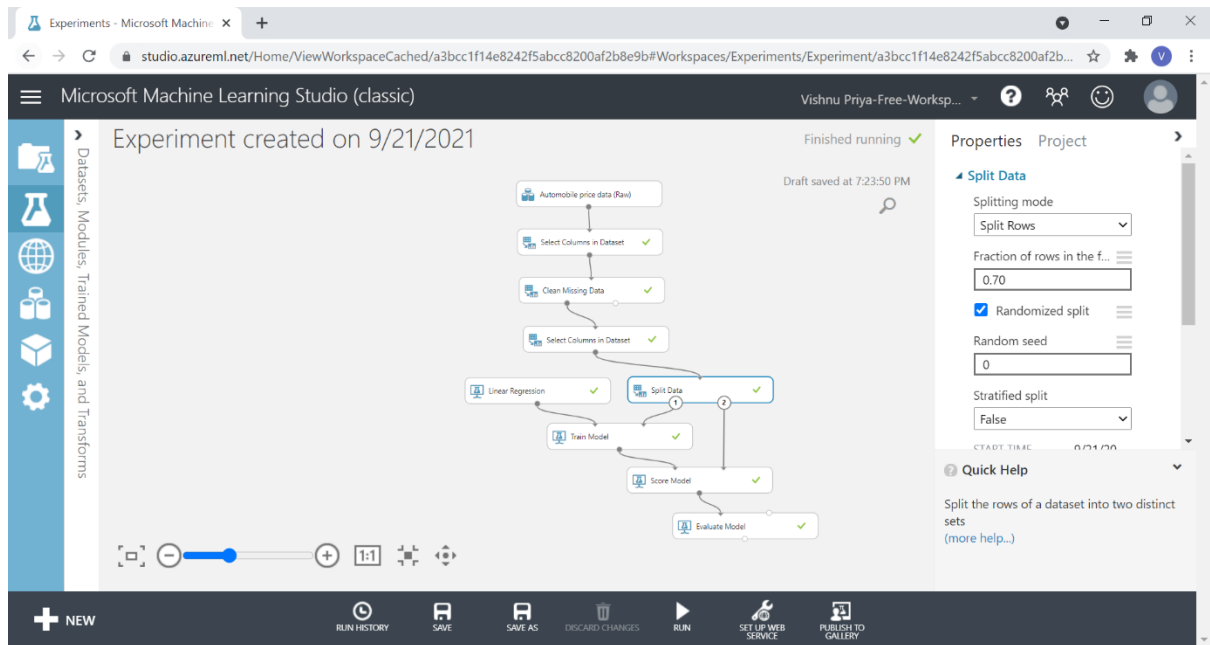 Experiments - Microsoft Machine
studio.azureml.net/Home/ViewWorkspaceCached/a3bcc1f14e8242f5abcc8200af2b8e9b#Workspaces/Experiments/Experiment/a3bcc1f14e8242f5abcc8200af2b...
V
Microsoft Machine Learning Studio (classic)
Vishnu Priya-Free-Worksp...
?
Datasets, Modules, Trained Models, and Transforms
Experiment created on 9/21/2021
Finished running
Draft saved at 7:23:50 PM
Automobile price data (Raw)
Select Columns in Dataset
Clean Missing Data
Select Columns in Dataset
Linear Regression
Split Data
1
2
Train Model
Score Model
Evaluate Model
1:1
Properties
Project
Split Data
Splitting mode
Split Rows
Fraction of rows in the f...
0.70
Randomized split
Random seed
0
Stratified split
False
START TIME 9/21/20
Quick Help
Split the rows of a dataset into two distinct
sets
(more help...)
NEW
RUN HISTORY
SAVE
SAVE AS
DISCARD CHANGES
RUN
SET UP WEB
SERVICE
PUBLISH TO
GALLERY